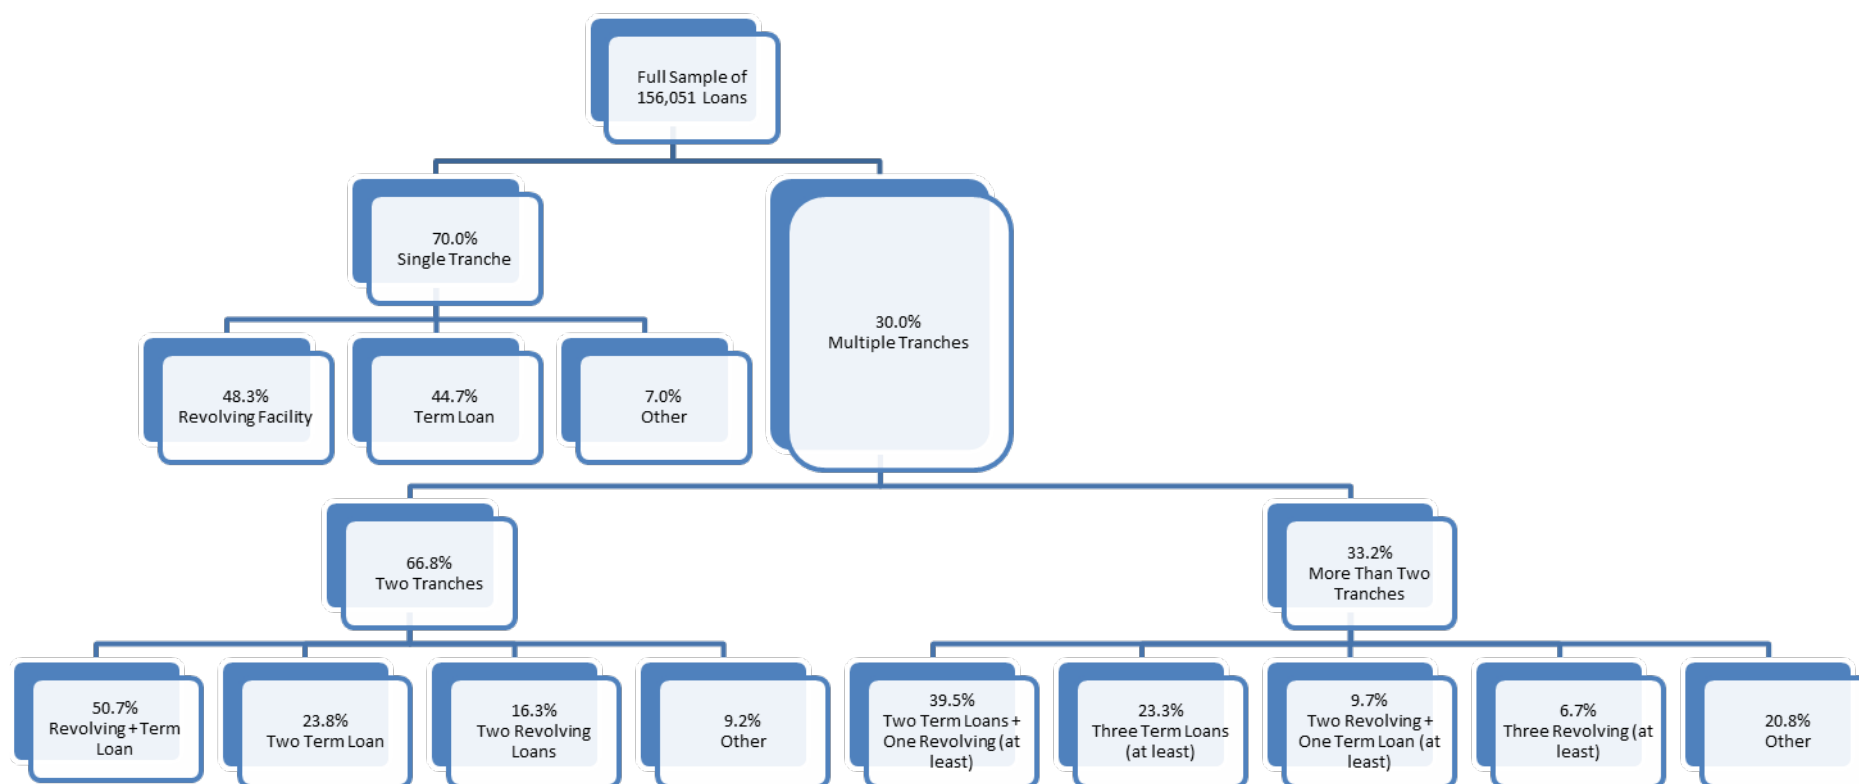 Full Sample of
156,051 Loans
70.0%
Single Tranche
30.0%
Multiple Tranches
48.3%
Revolving Facility
44.7%
Term Loan
7.0%
Other
66.8%
Two Tranches
33.2%
More Than Two
Tranches
50.7%
Revolving + Term
Loan
23.8%
Two Term Loan
16.3%
Two Revolving
Loans
9.2%
Other
39.5%
Two Term Loans +
One Revolving (at
least)
23.3%
Three Term Loans
(at least)
9.7%
Two Revolving +
One Term Loan (at
least)
6.7%
Three Revolving (at
least)
20.8%
Other